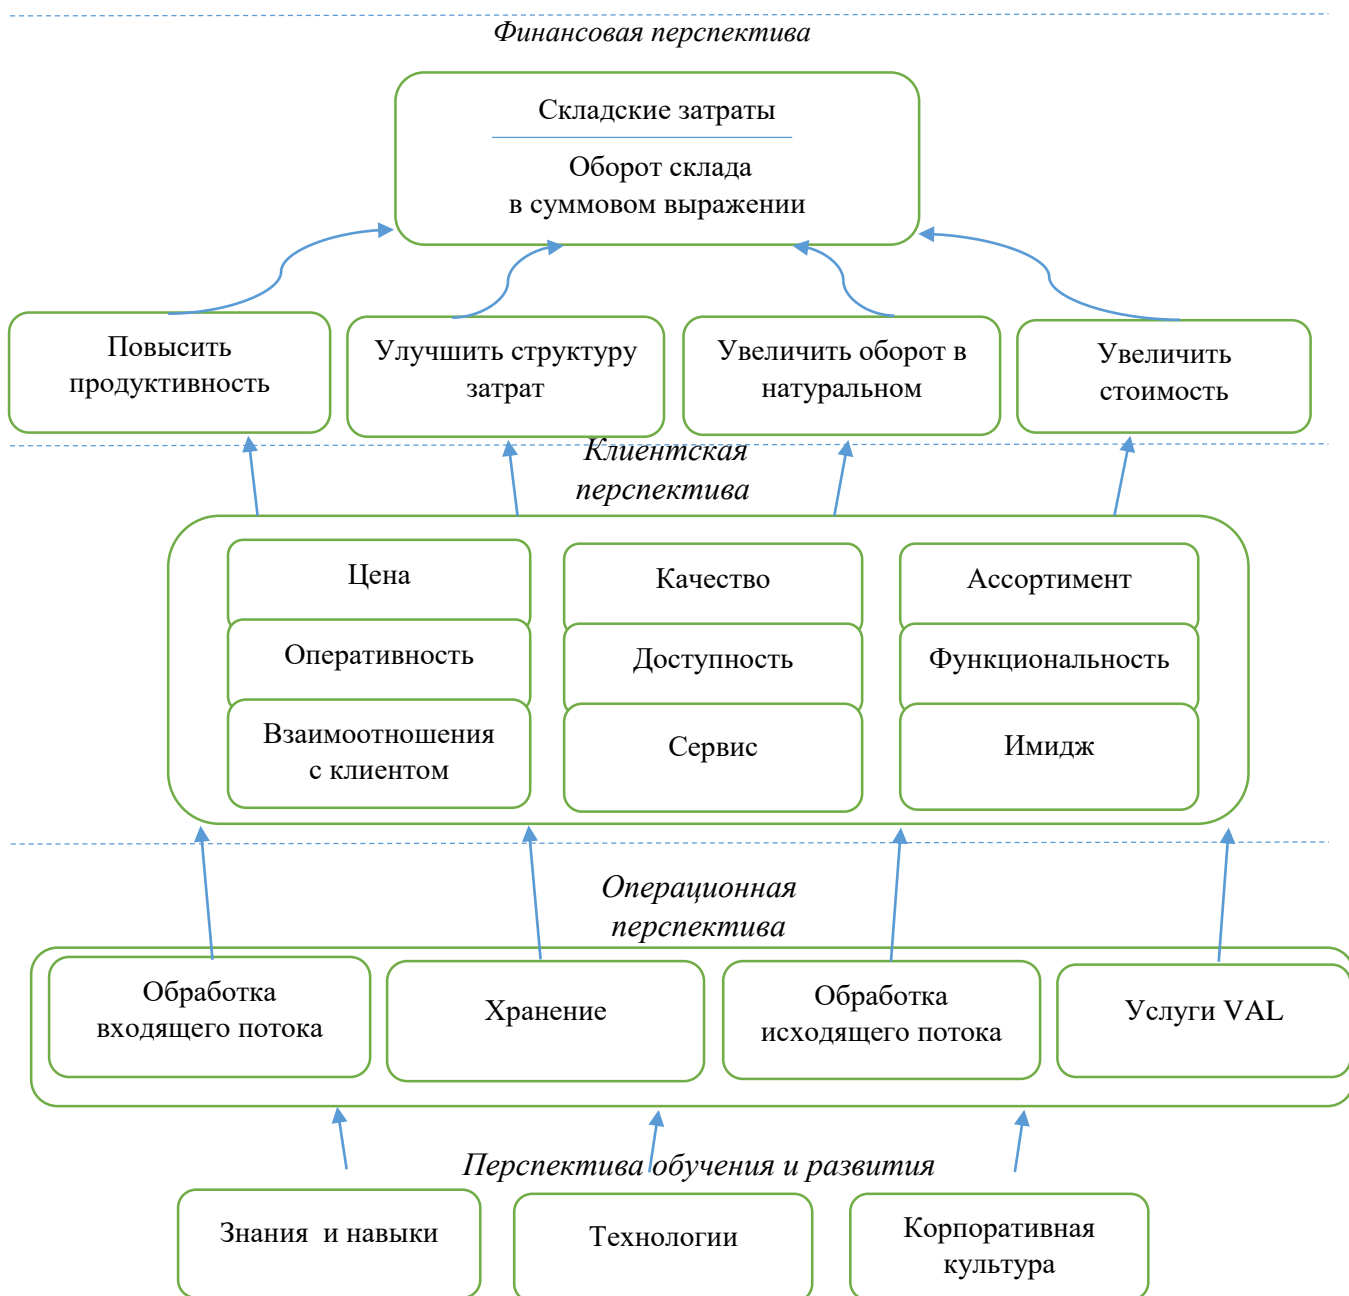 Финансовая перспектива
Складские затраты
Оборот склада
в суммовом выражении
Повысить
продуктивность
Улучшить структуру
затрат
Увеличить оборот в
натуральном
Увеличить
стоимость
Клиентская
перспектива
Цена
Качество
Ассортимент
Оперативность
Доступность
Функциональность
Взаимоотношения
с клиентом
Сервис
Имидж
Операционная
перспектива
Обработка
входящего потока
Хранение
Обработка
исходящего потока
Услуги VAL
Перспектива обучения и развития
Знания  и навыки
Технологии
Корпоративная
культура